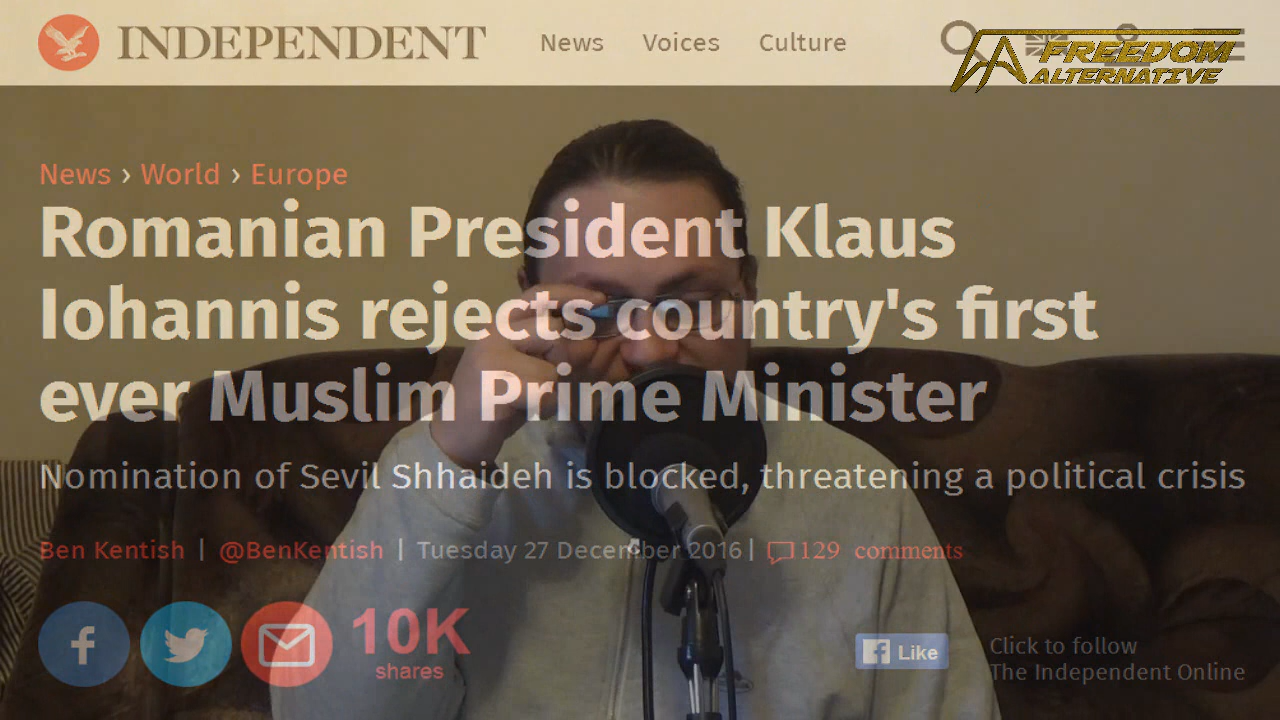 INDEPENDENT News Voices Culture
FREEDOM
ALTERNATIVE
News › World › Europe
Romanian President Klaus
Iohannis rejects country's first
ever Muslim Prime Minister
Nomination of Sevil Shhaideh is blocked, threatening a political crisis
Ben Kentish | @BenKentish | Tuesday 27 December 2016 | 129 comments
10K
shares
Like
Click to follow
The Independent Online